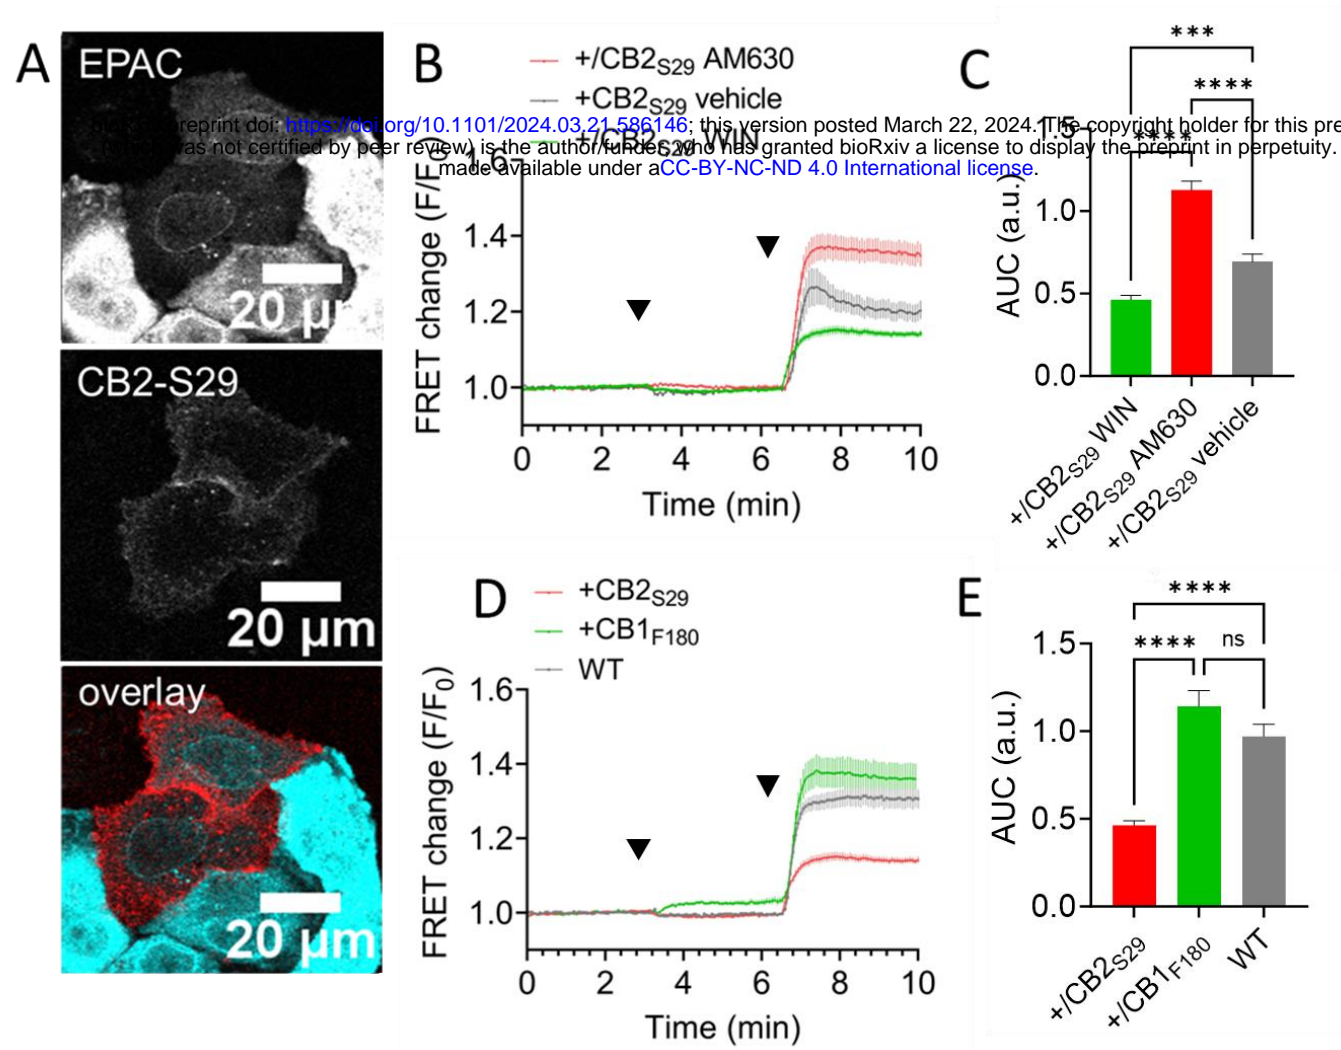 A
EPAC
20 µm
CB2-S29
20 µm
overlay
20 µm
B
+/CB2S29 AM630
+CB2S29 vehicle
+/CB2S29 WIN
preprint doi: https://doi.org/10.1101/2024.03.21.586146; this version posted March 22, 2024. The copyright holder for this pre
was not certified by peer review) is the author/funder, who has granted bioRxiv a license to display the preprint in perpetuity.
made available under aCC-BY-NC-ND 4.0 International license.
FRET change (F/F0)
1.6
1.4
1.2
1.0
0 2 4 6 8 10
Time (min)
C
***
****
****
AUC (a.u.)
1.5
1.0
0.5
0.0
+/CB2S29 WIN
+/CB2S29 AM630
+/CB2S29 vehicle
D
+CB2S29
+CB1F180
WT
FRET change (F/F0)
1.6
1.4
1.2
1.0
0 2 4 6 8 10
Time (min)
E
****
**** ns
AUC (a.u.)
1.5
1.0
0.5
0.0
+/CB2S29
+/CB1F180
WT